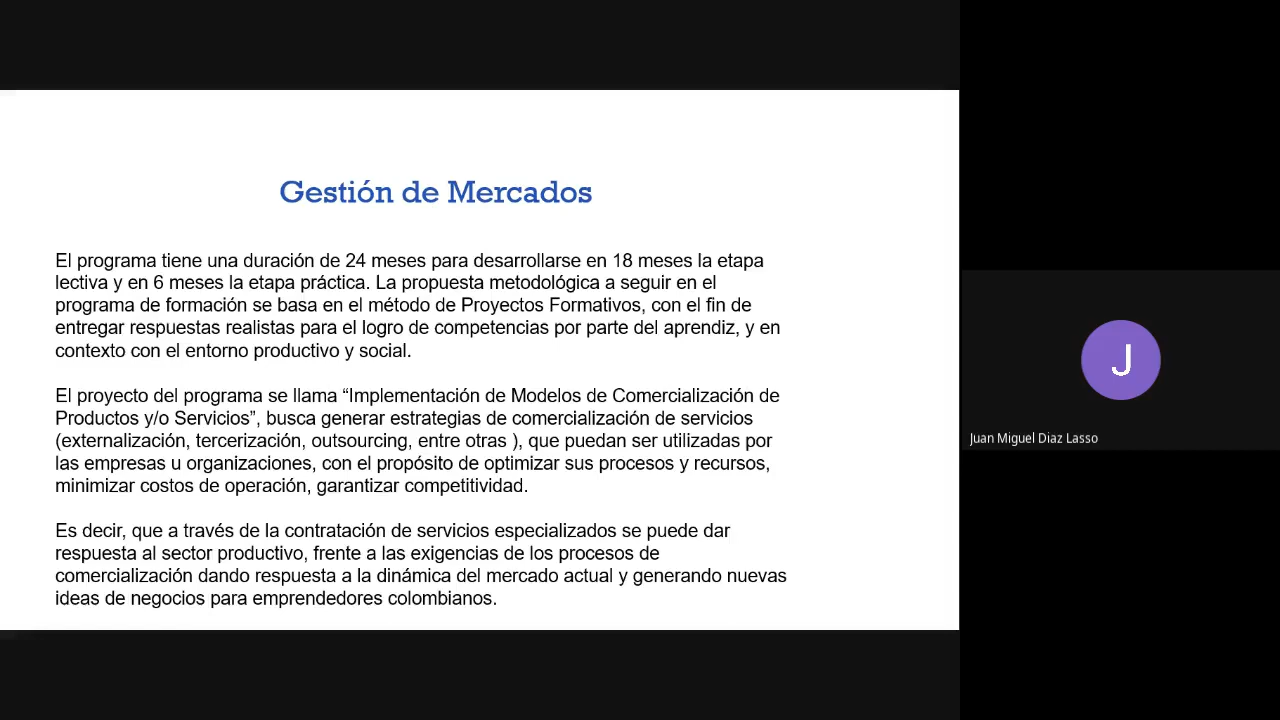 Gestión de Mercados
El programa tiene una duración de 24 meses para desarrollarse en 18 meses la etapa
lectiva y en 6 meses la etapa práctica. La propuesta metodológica a seguir en el
programa de formación se basa en el método de Proyectos Formativos, con el fin de
entregar respuestas realistas para el logro de competencias por parte del aprendiz, y en
contexto con el entorno productivo y social.
El proyecto del programa se llama “Implementación de Modelos de Comercialización de
Productos y/o Servicios”, busca generar estrategias de comercialización de servicios
(externalización, tercerización, outsourcing, entre otras ), que puedan ser utilizadas por
las empresas u organizaciones, con el propósito de optimizar sus procesos y recursos,
minimizar costos de operación, garantizar competitividad.
Es decir, que a través de la contratación de servicios especializados se puede dar
respuesta al sector productivo, frente a las exigencias de los procesos de
comercialización dando respuesta a la dinámica del mercado actual y generando nuevas
ideas de negocios para emprendedores colombianos.
J
Juan Miguel Diaz Lasso